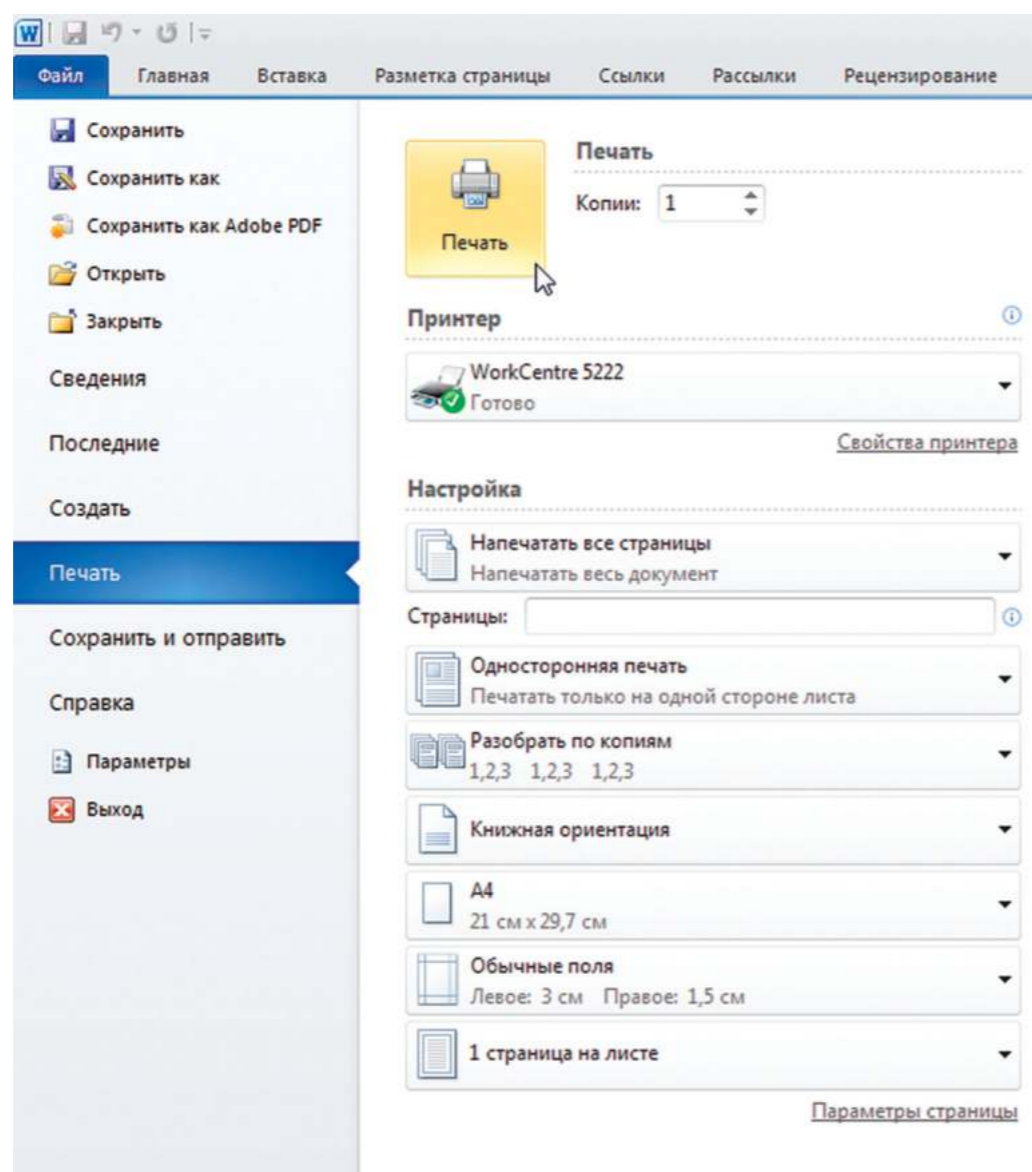 W
Файл Главная Вставка Разметка страницы Ссылки Рассылки Рецензирование
Сохранить
Сохранить как
Сохранить как Adobe PDF
Открыть
Закрыть
Сведения
Последние
Создать
Печать
Сохранить и отправить
Справка
Параметры
Выход
Печать
Печать
Копии: 1
Принтер
WorkCentre 5222
Готово
Свойства принтера
Настройка
Напечатать все страницы
Напечатать весь документ
Страницы:
Односторонняя печать
Печатать только на одной стороне листа
Разобрать по копиям
1,2,3 1,2,3 1,2,3
Книжная ориентация
A4
21 см x 29,7 см
Обычные поля
Левое: 3 см Правое: 1,5 см
1 страница на листе
Параметры страницы